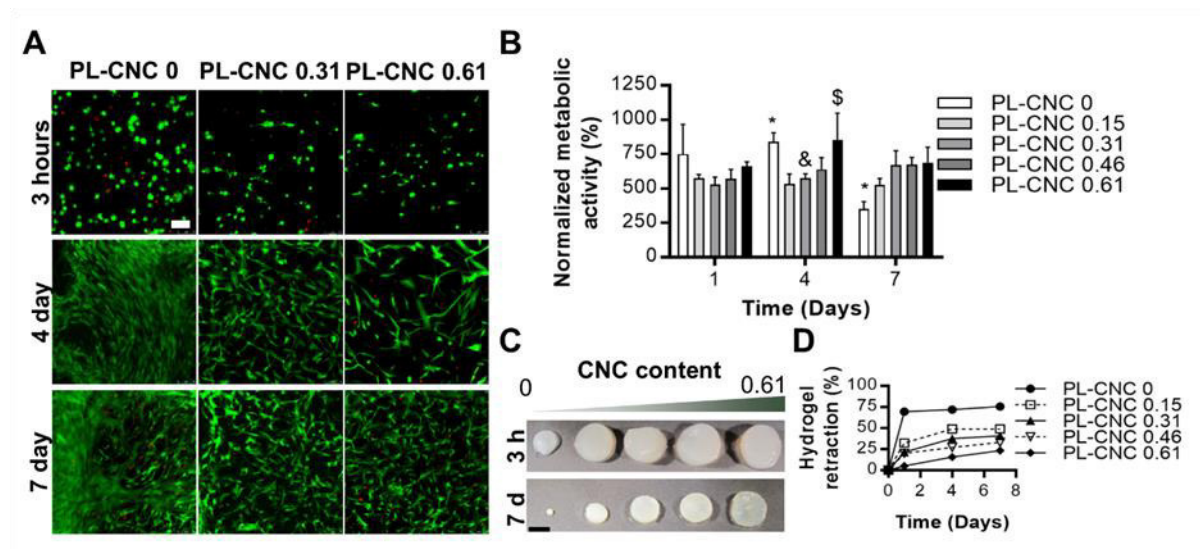 A
PL-CNC 0 PL-CNC 0.31 PL-CNC 0.61
3 hours
4 day
7 day
B
Normalized metabolic
activity (%)
1250
1000
750
500
250
0
* & $ *
1 4 7
Time (Days)
PL-CNC 0
PL-CNC 0.15
PL-CNC 0.31
PL-CNC 0.46
PL-CNC 0.61
C
CNC content
0 0.61
3 h
7 d
D
Hydrogel
retraction (%)
100
75
50
25
0
0 2 4 6 8
Time (Days)
PL-CNC 0
PL-CNC 0.15
PL-CNC 0.31
PL-CNC 0.46
PL-CNC 0.61